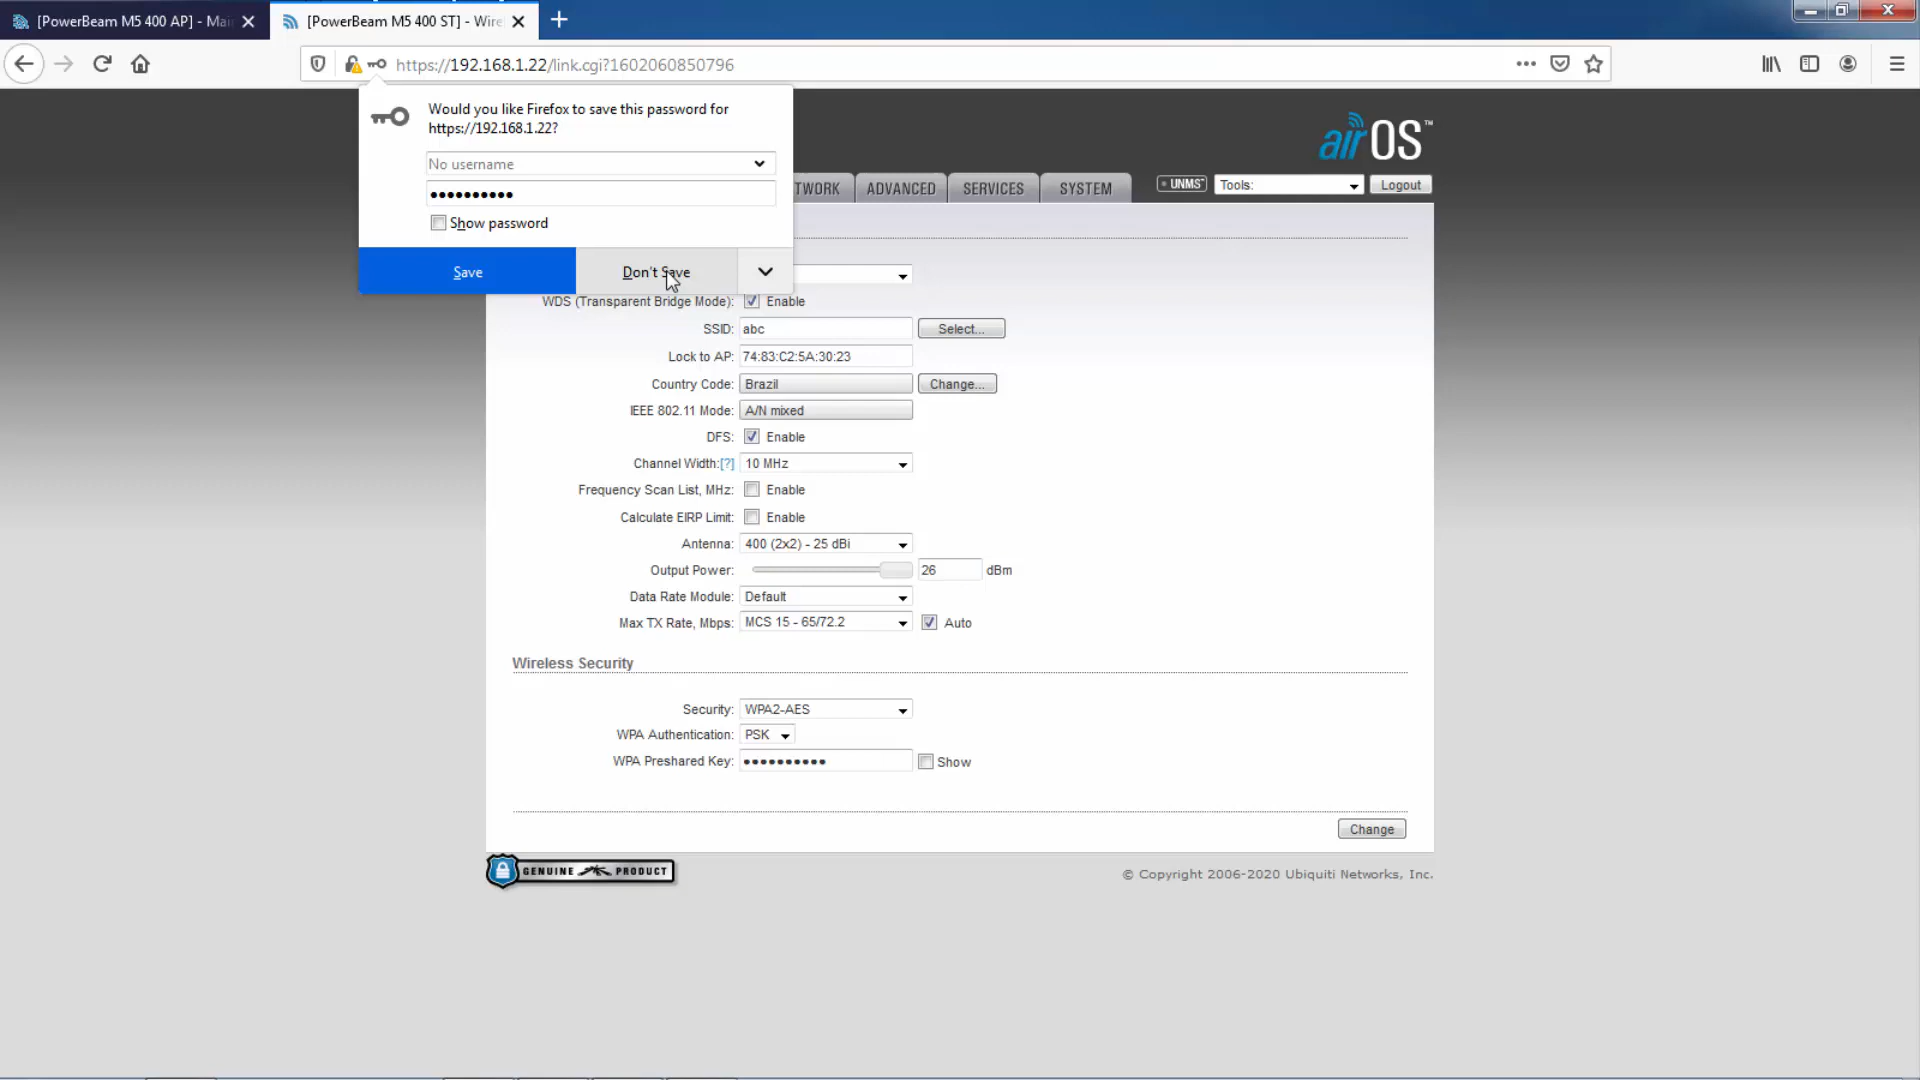 [PowerBeam M5 400 AP] - Mai
[PowerBeam M5 400 ST] - Wire
https://192.168.1.22/link.cgi?1602060850796
Would you like Firefox to save this password for
https://192.168.1.22?
No username
••••••••••
Show password
Save
Don't Save
airOS™
TWORK
ADVANCED
SERVICES
SYSTEM
UNMS™
Tools:
Logout
WDS (Transparent Bridge Mode): Enable
SSID: abc Select...
Lock to AP: 74:83:C2:5A:30:23
Country Code: Brazil Change...
IEEE 802.11 Mode: A/N mixed
DFS: Enable
Channel Width:[?] 10 MHz
Frequency Scan List, MHz: Enable
Calculate EIRP Limit: Enable
Antenna: 400 (2x2) - 25 dBi
Output Power: 26 dBm
Data Rate Module: Default
Max TX Rate, Mbps: MCS 15 - 65/72.2 Auto
Wireless Security
Security: WPA2-AES
WPA Authentication: PSK
WPA Preshared Key: •••••••••• Show
Change
GENUINE PRODUCT
© Copyright 2006-2020 Ubiquiti Networks, Inc.